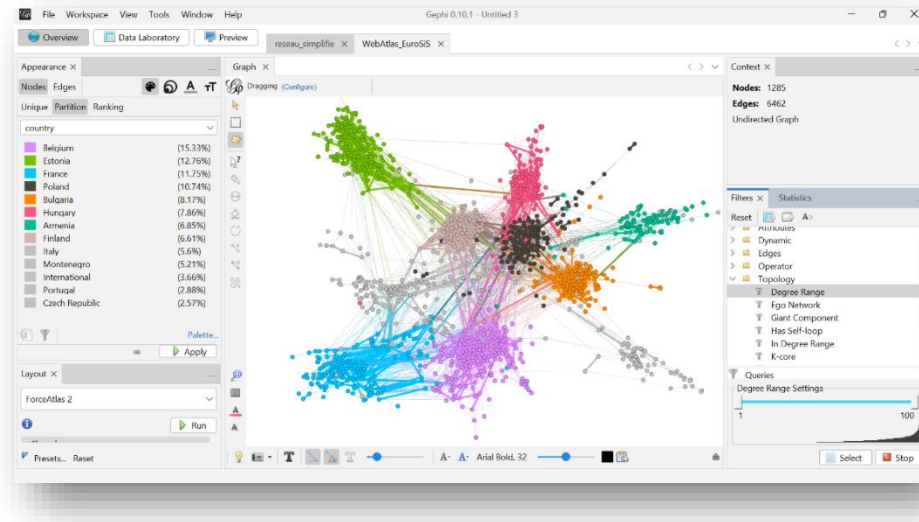 File Workspace View Tools Window Help
Gephi 0.10.1 - Untitled 3
Overview
Data Laboratory
Preview
reseau_simplifie ×
WebAtlas_EuroSiS ×
Appearance ×
Nodes Edges
Unique Partition Ranking
country
Belgium (15.33%)
Estonia (12.76%)
France (11.75%)
Poland (10.74%)
Bulgaria (8.17%)
Hungary (7.86%)
Armenia (6.85%)
Finland (6.61%)
Italy (5.6%)
Montenegro (5.21%)
International (3.66%)
Portugal (2.88%)
Czech Republic (2.57%)
Palette...
Apply
Layout ×
ForceAtlas 2
Run
Presets... Reset
Graph ×
Dragging (Configure)
T
A- A- Arial Bold, 32
Context ×
Nodes: 1285
Edges: 6462
Undirected Graph
Filters × Statistics
Reset
Attributes
Dynamic
Edges
Operator
Topology
Degree Range
Ego Network
Giant Component
Has Self-loop
In Degree Range
K-core
Queries
Degree Range Settings
1 100
Select Stop